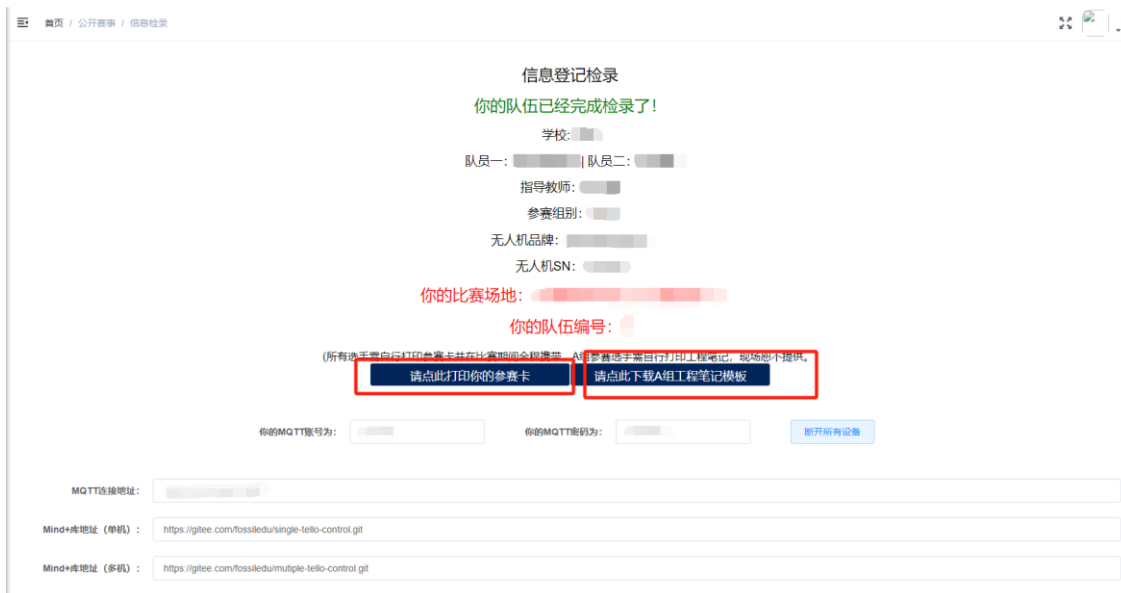 首页 / 公开赛事 / 信息检录
信息登记检录
你的队伍已经完成检录了!
学校:
队员一: | 队员二:
指导教师:
参赛组别:
无人机品牌:
无人机SN:
你的比赛场地:
你的队伍编号:
(所有选手需自行打印参赛卡并在比赛期间全程携带，A组参赛选手需自行打印工程笔记，现场恕不提供。
请点此打印你的参赛卡 请点此下载A组工程笔记模板
你的MQTT账号为: 你的MQTT密码为: 断开所有设备
MQTT连接地址:
Mind+库地址（单机）: https://gitee.com/fossiledu/single-tello-control.git
Mind+库地址（多机）: https://gitee.com/fossiledu/mutiple-tello-control.git